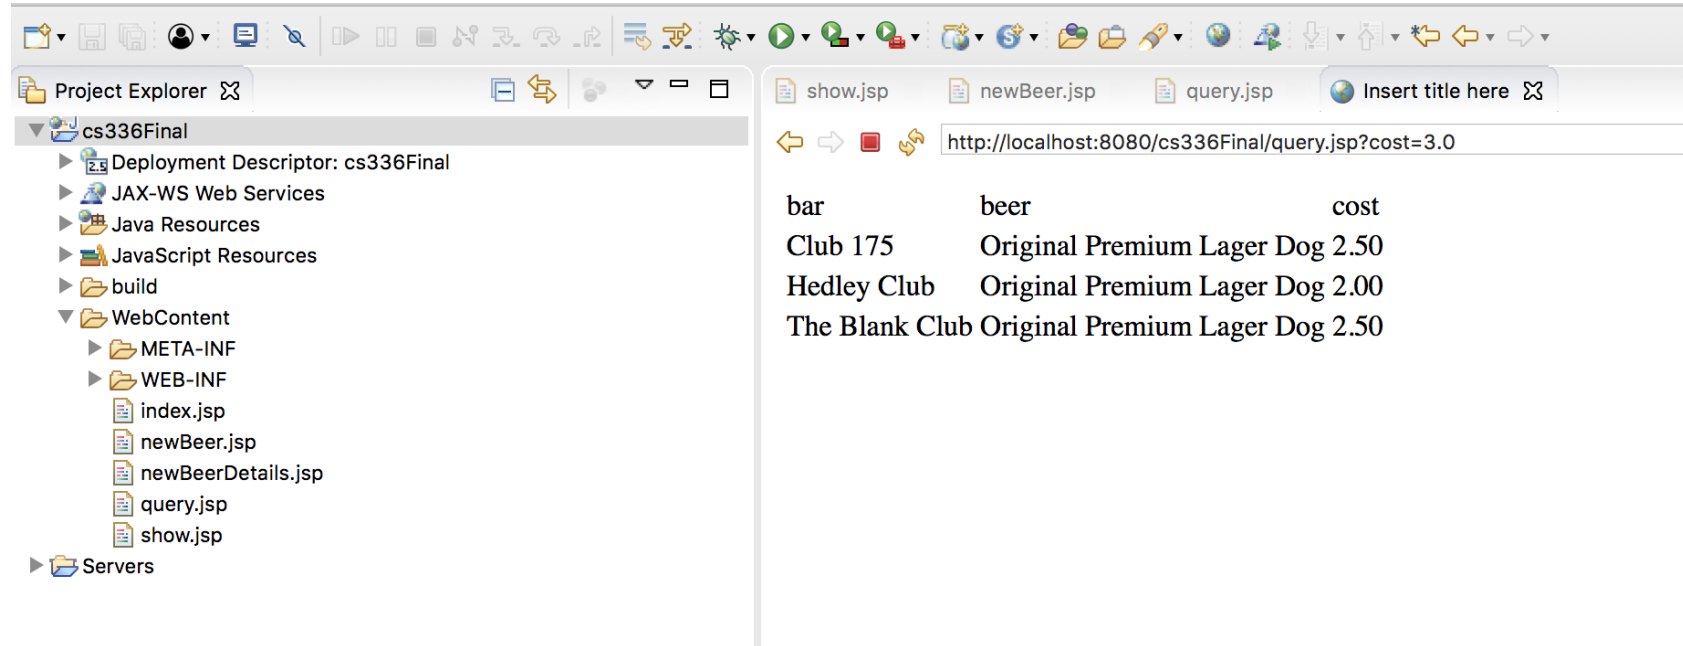 Project Explorer
cs336Final
Deployment Descriptor: cs336Final
2.5
JAX-WS Web Services
Java Resources
JavaScript Resources
build
WebContent
META-INF
WEB-INF
index.jsp
newBeer.jsp
newBeerDetails.jsp
query.jsp
show.jsp
Servers
show.jsp newBeer.jsp query.jsp Insert title here
http://localhost:8080/cs336Final/query.jsp?cost=3.0
bar beer cost
Club 175 Original Premium Lager Dog 2.50
Hedley Club Original Premium Lager Dog 2.00
The Blank Club Original Premium Lager Dog 2.50